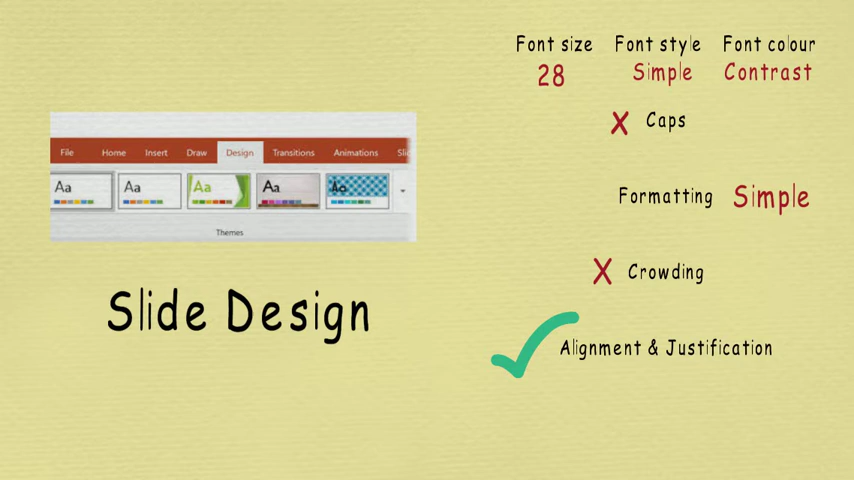 File Home Insert Draw Design Transitions Animations
Aa Aa Aa Aa Aa
Themes
Slide Design
Font size Font style Font colour
28 Simple Contrast
X Caps
Formatting Simple
X Crowding
Alignment & Justification